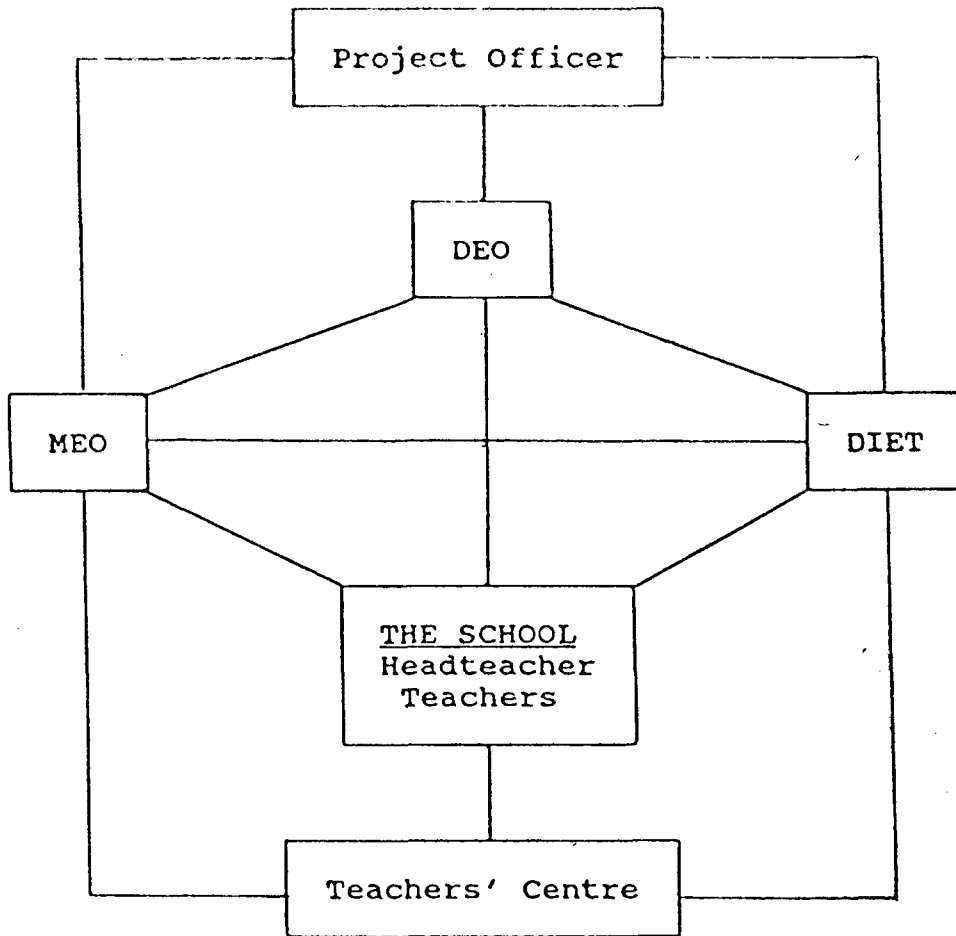 Project Officer
DEO
MEO
DIET
THE SCHOOL
Headteacher
Teachers
Teachers' Centre